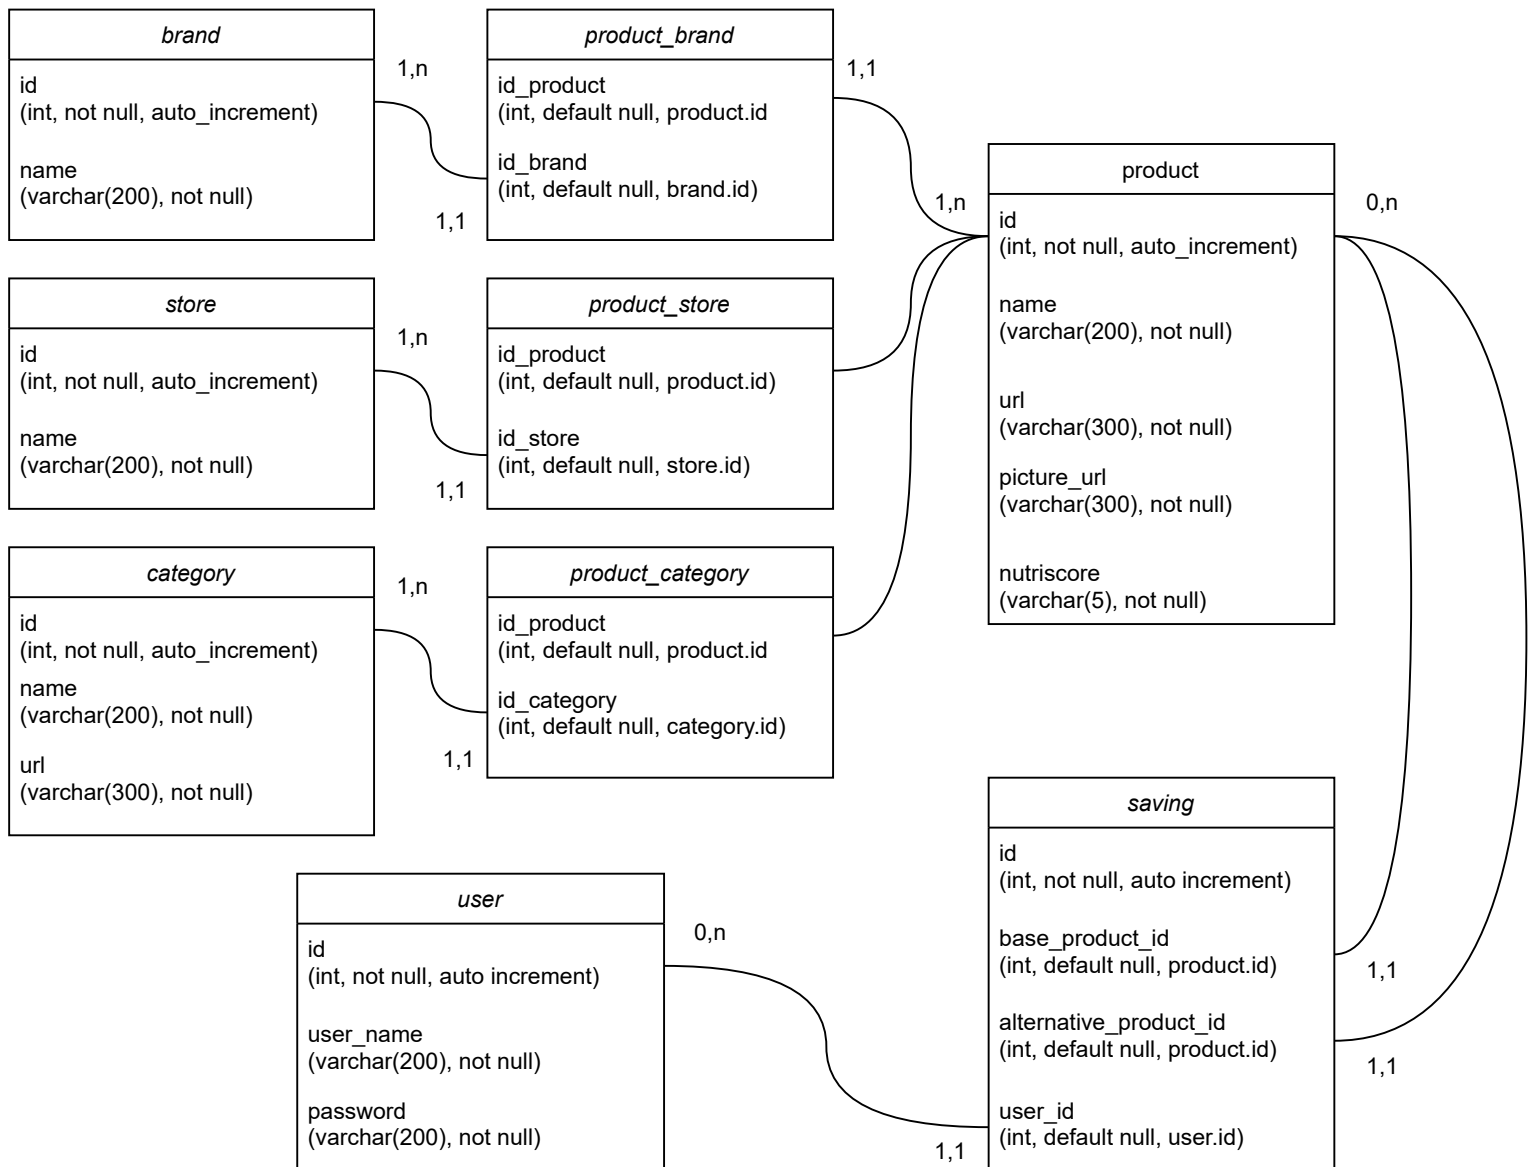 brand
id
(int, not null, auto_increment)
name
(varchar(200), not null)
1,n
1,1
product_brand
id_product
(int, default null, product.id
id_brand
(int, default null, brand.id)
1,1
1,n
product
id
(int, not null, auto_increment)
name
(varchar(200), not null)
url
(varchar(300), not null)
picture_url
(varchar(300), not null)
nutriscore
(varchar(5), not null)
0,n
store
id
(int, not null, auto_increment)
name
(varchar(200), not null)
1,n
1,1
product_store
id_product
(int, default null, product.id)
id_store
(int, default null, store.id)
category
id
(int, not null, auto_increment)
name
(varchar(200), not null)
url
(varchar(300), not null)
1,n
1,1
product_category
id_product
(int, default null, product.id
id_category
(int, default null, category.id)
user
id
(int, not null, auto increment)
user_name
(varchar(200), not null)
password
(varchar(200), not null)
0,n
1,1
saving
id
(int, not null, auto increment)
base_product_id
(int, default null, product.id)
alternative_product_id
(int, default null, product.id)
user_id
(int, default null, user.id)
1,1
1,1